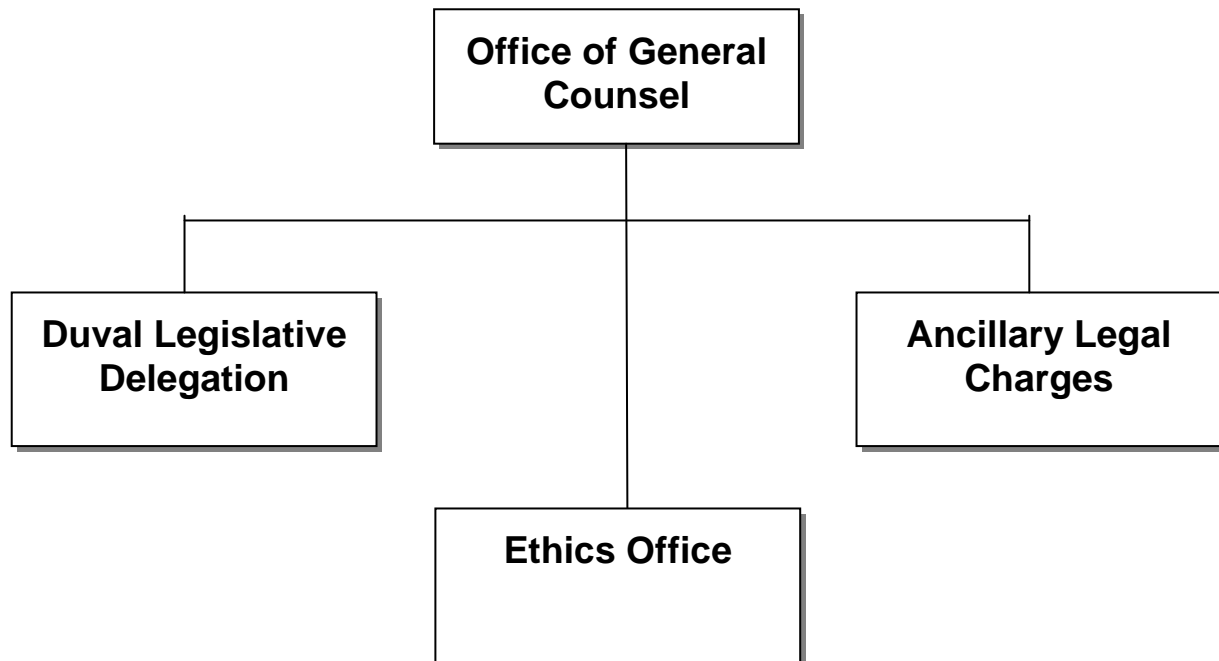 Office of General
Counsel
Duval Legislative
Delegation
Ancillary Legal
Charges
Ethics Office